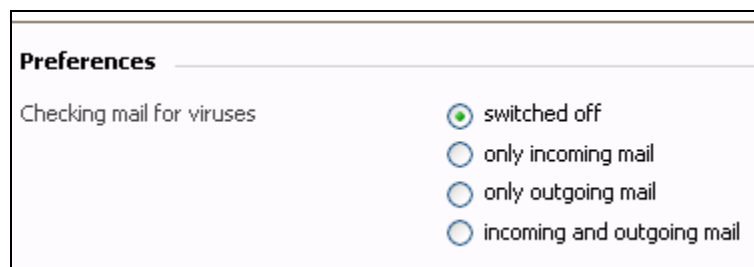 Preferences
Checking mail for viruses
switched off
only incoming mail
only outgoing mail
incoming and outgoing mail